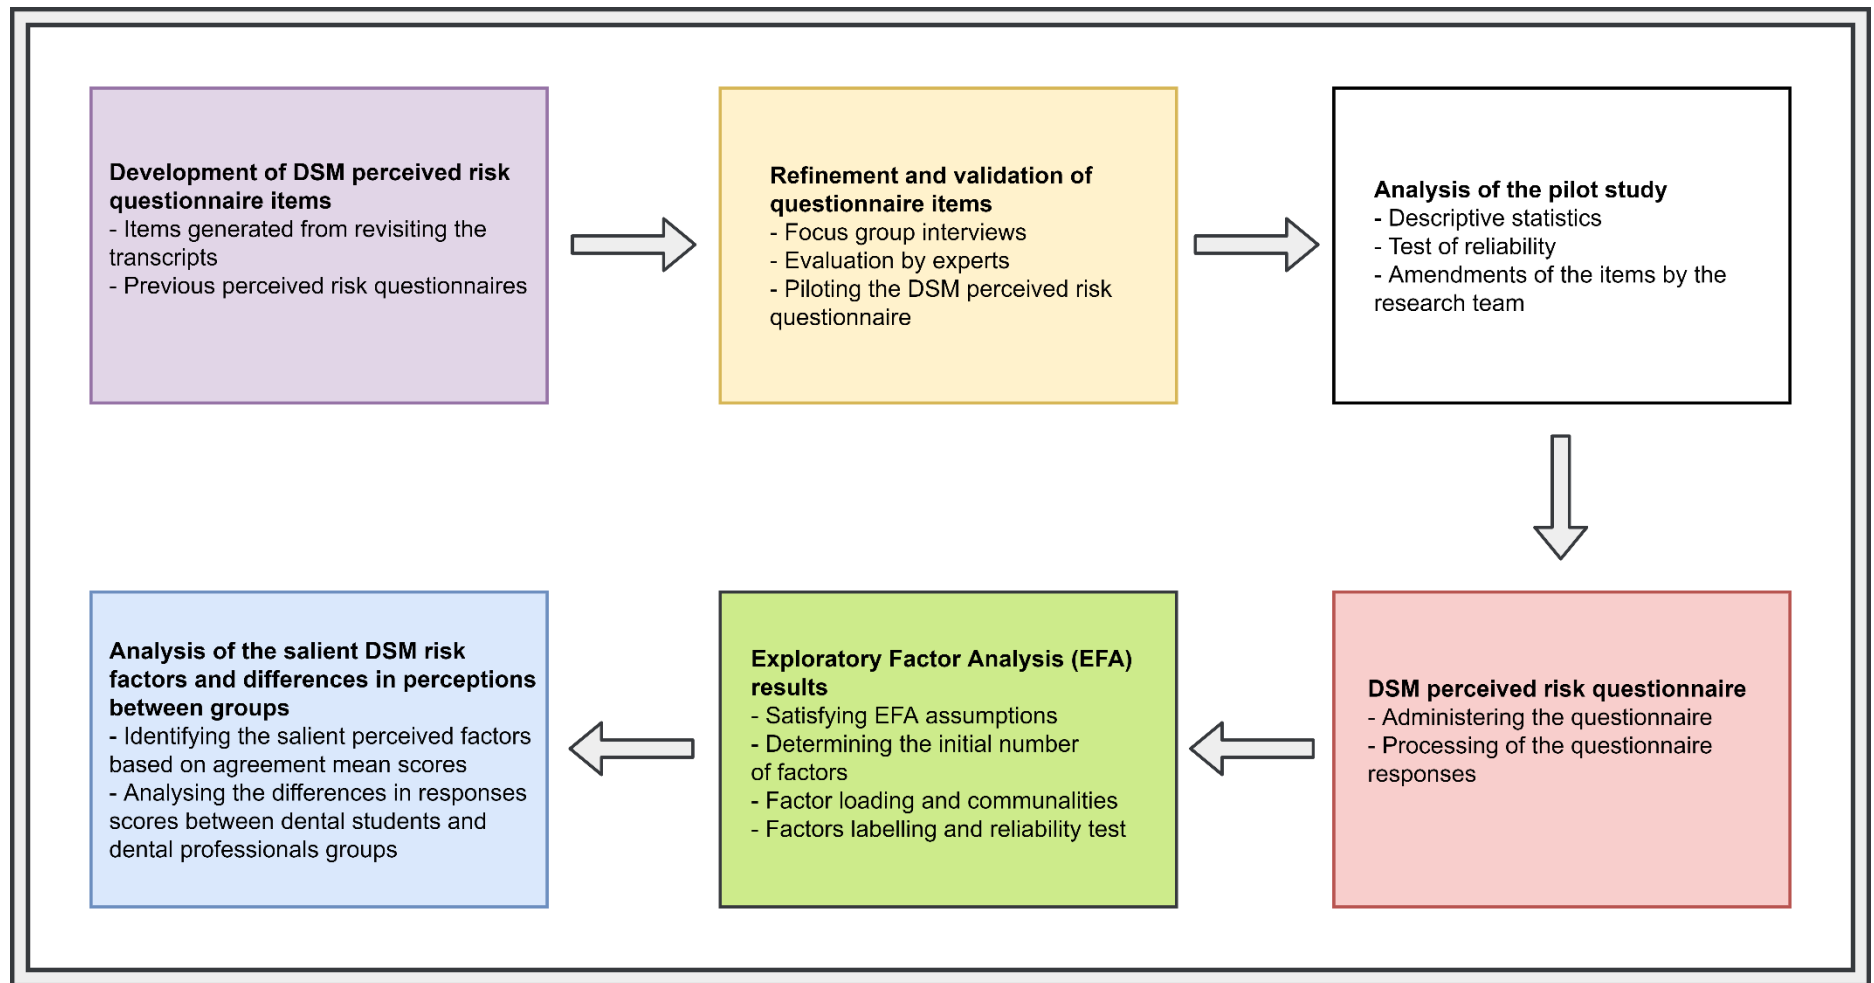 Development of DSM perceived risk
questionnaire items
- Items generated from revisiting the
transcripts
- Previous perceived risk questionnaires
Refinement and validation of
questionnaire items
- Focus group interviews
- Evaluation by experts
- Piloting the DSM perceived risk
questionnaire
Analysis of the pilot study
- Descriptive statistics
- Test of reliability
- Amendments of the items by the
research team
DSM perceived risk questionnaire
- Administering the questionnaire
- Processing of the questionnaire
responses
Exploratory Factor Analysis (EFA)
results
- Satisfying EFA assumptions
- Determining the initial number
of factors
- Factor loading and communalities
- Factors labelling and reliability test
Analysis of the salient DSM risk
factors and differences in perceptions
between groups
- Identifying the salient perceived factors
based on agreement mean scores
- Analysing the differences in responses
scores between dental students and
dental professionals groups